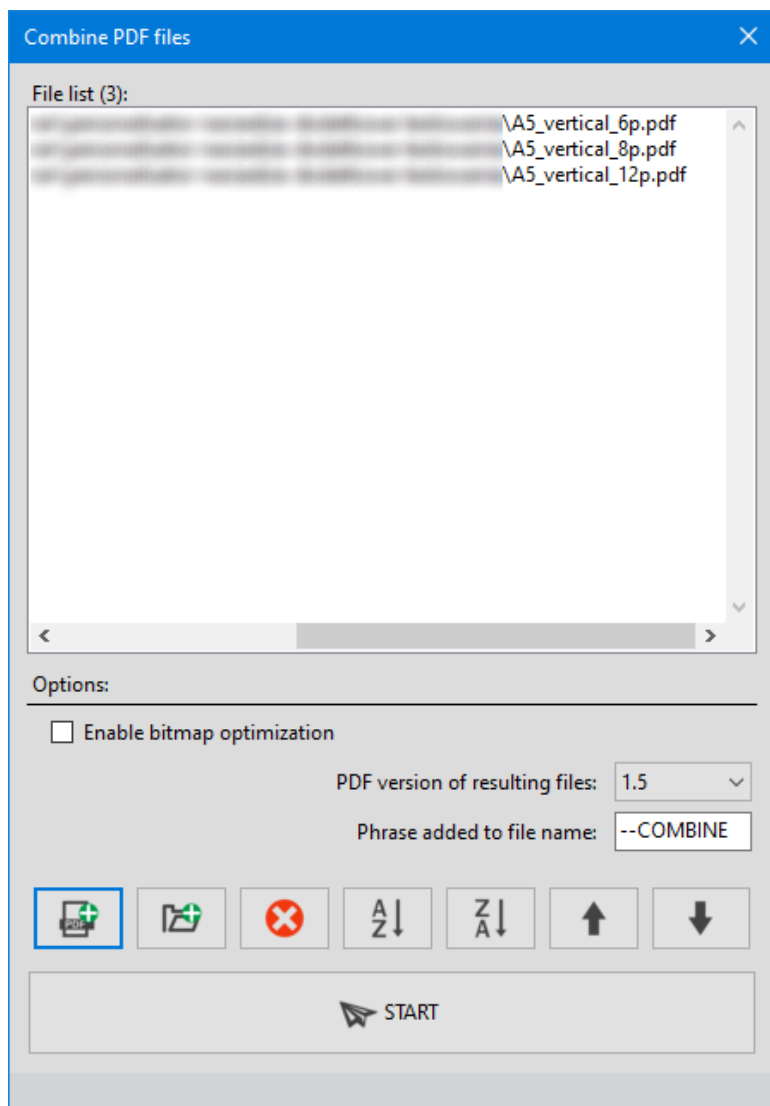 Combine PDF files
File list (3):
\A5_vertical_6p.pdf
\A5_vertical_8p.pdf
\A5_vertical_12p.pdf
Options:
Enable bitmap optimization
PDF version of resulting files: 1.5
Phrase added to file name: --COMBINE
PDF A Z Z A
START